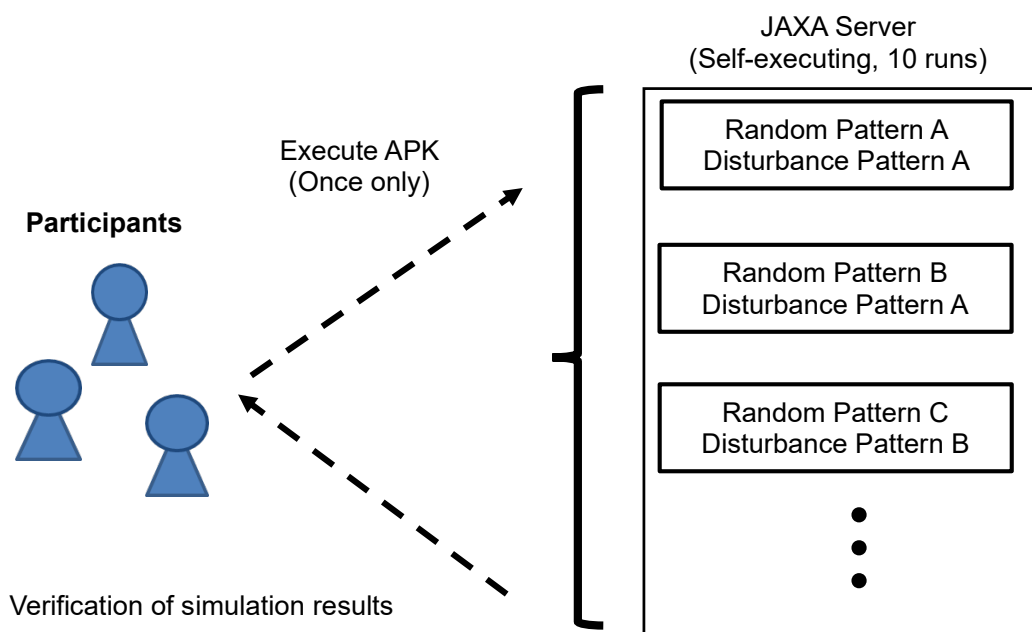 JAXA Server
(Self-executing, 10 runs)
Execute APK
(Once only)
Participants
Random Pattern A
Disturbance Pattern A
Random Pattern B
Disturbance Pattern A
Random Pattern C
Disturbance Pattern B
Verification of simulation results